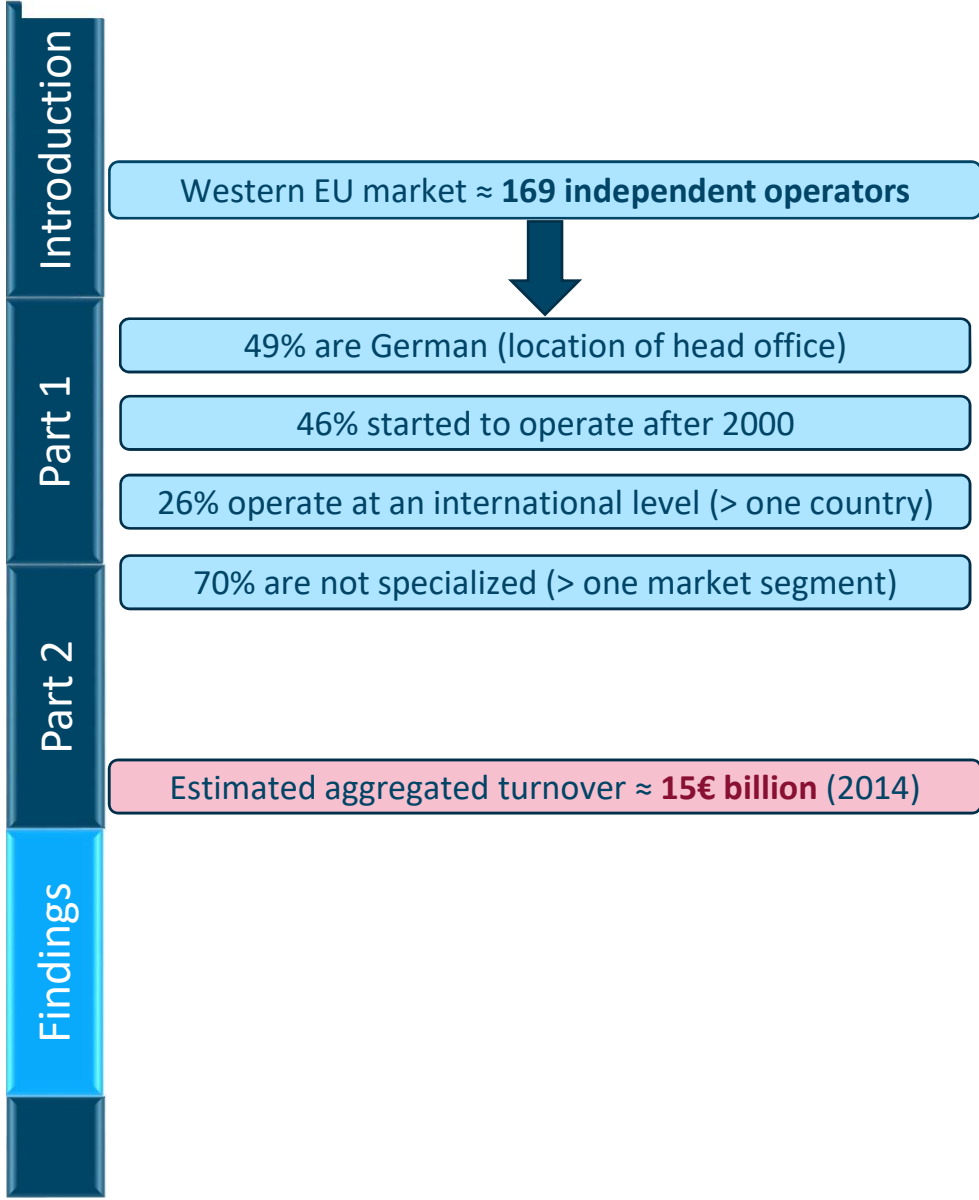 Introduction
Western EU market ≈ 169 independent operators
Part 1
49% are German (location of head office)
46% started to operate after 2000
26% operate at an international level (> one country)
Part 2
70% are not specialized (> one market segment)
Estimated aggregated turnover ≈ 15€ billion (2014)
Findings